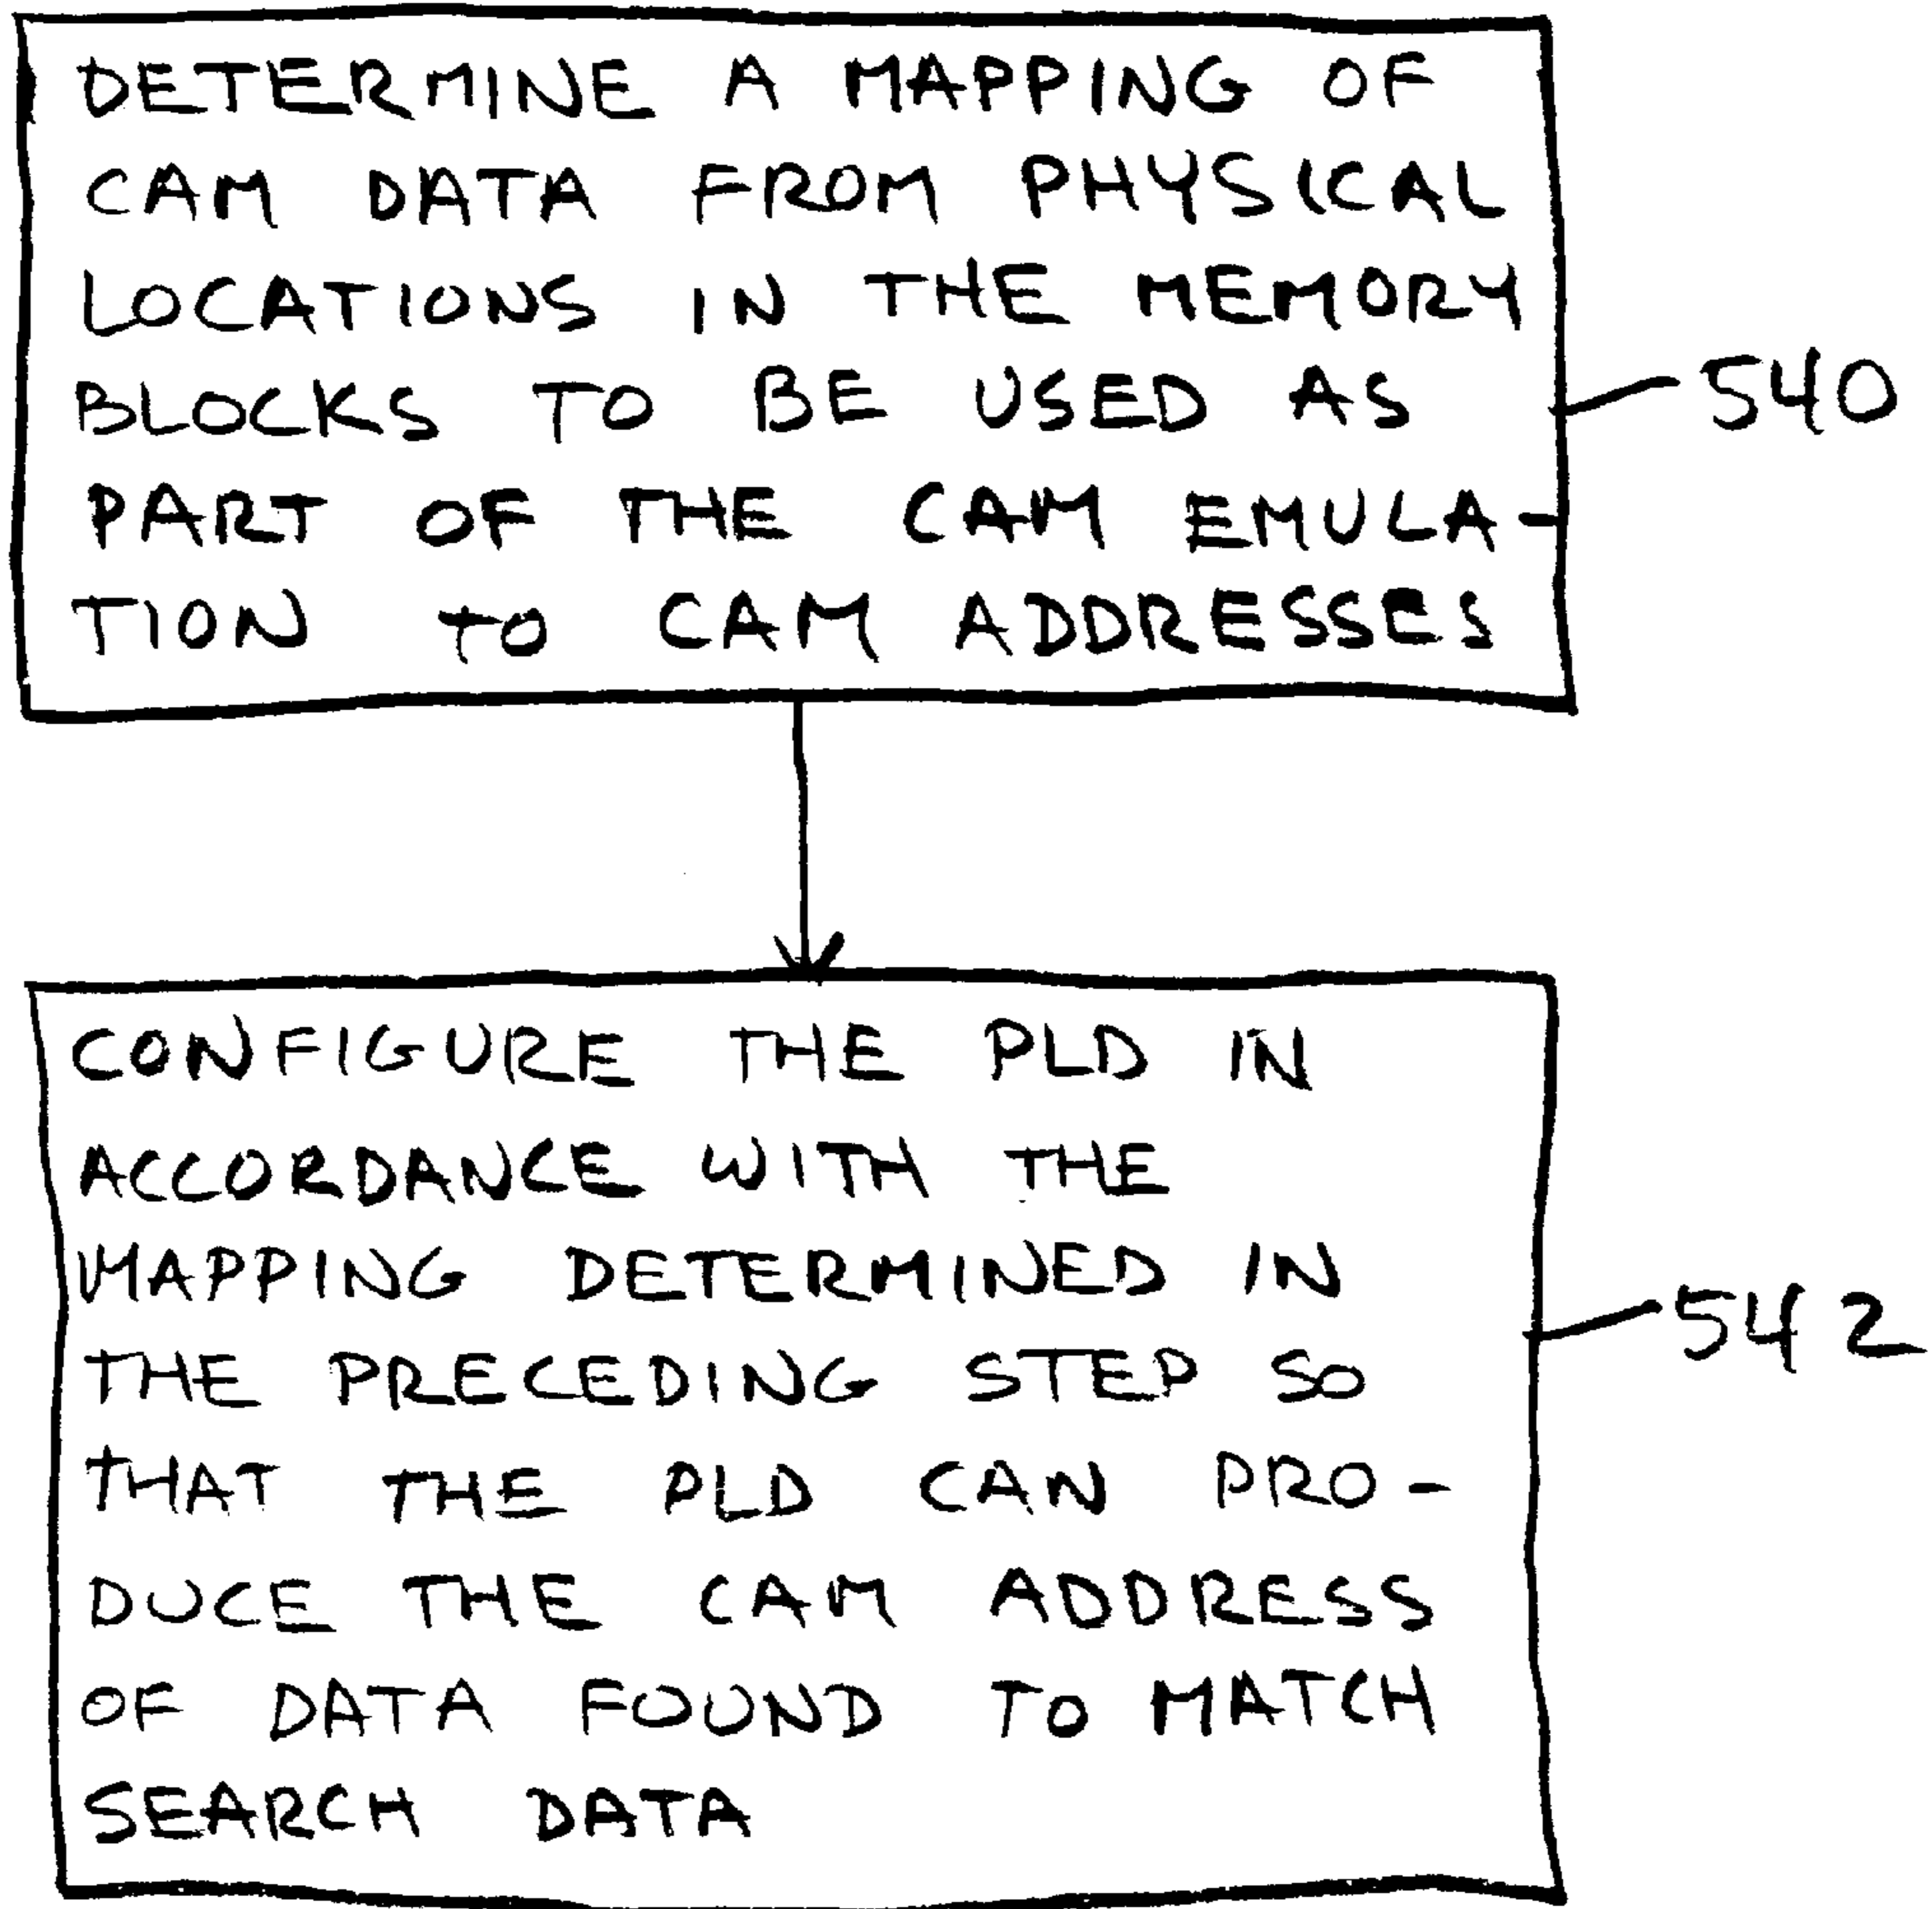 DETERMINE A MAPPING OF
CAM DATA FROM PHYSICAL
LOCATIONS IN THE MEMORY
BLOCKS TO BE USED AS
PART OF THE CAM EMULA-
TION TO CAM ADDRESSES
540
CONFIGURE THE PLD IN
ACCORDANCE WITH THE
MAPPING DETERMINED IN
THE PRECEDING STEP SO
THAT THE PLD CAN PRO-
DUCE THE CAM ADDRESS
OF DATA FOUND TO MATCH
SEARCH DATA
542